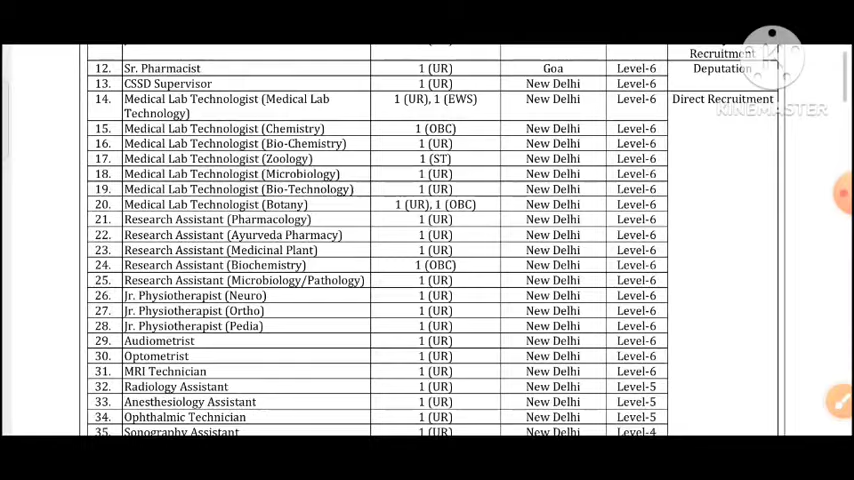 Recruitment
12. Sr. Pharmacist 1 (UR) Goa Level-6 Deputation
13. CSSD Supervisor 1 (UR) New Delhi Level-6
14. Medical Lab Technologist (Medical Lab Technology) 1 (UR), 1 (EWS) New Delhi Level-6 Direct Recruitment
15. Medical Lab Technologist (Chemistry) 1 (OBC) New Delhi Level-6
16. Medical Lab Technologist (Bio-Chemistry) 1 (UR) New Delhi Level-6
17. Medical Lab Technologist (Zoology) 1 (ST) New Delhi Level-6
18. Medical Lab Technologist (Microbiology) 1 (UR) New Delhi Level-6
19. Medical Lab Technologist (Bio-Technology) 1 (UR) New Delhi Level-6
20. Medical Lab Technologist (Botany) 1 (UR), 1 (OBC) New Delhi Level-6
21. Research Assistant (Pharmacology) 1 (UR) New Delhi Level-6
22. Research Assistant (Ayurveda Pharmacy) 1 (UR) New Delhi Level-6
23. Research Assistant (Medicinal Plant) 1 (UR) New Delhi Level-6
24. Research Assistant (Biochemistry) 1 (OBC) New Delhi Level-6
25. Research Assistant (Microbiology/Pathology) 1 (UR) New Delhi Level-6
26. Jr. Physiotherapist (Neuro) 1 (UR) New Delhi Level-6
27. Jr. Physiotherapist (Ortho) 1 (UR) New Delhi Level-6
28. Jr. Physiotherapist (Pedia) 1 (UR) New Delhi Level-6
29. Audiometrist 1 (UR) New Delhi Level-6
30. Optometrist 1 (UR) New Delhi Level-6
31. MRI Technician 1 (UR) New Delhi Level-6
32. Radiology Assistant 1 (UR) New Delhi Level-5
33. Anesthesiology Assistant 1 (UR) New Delhi Level-5
34. Ophthalmic Technician 1 (UR) New Delhi Level-5
35. Sonography Assistant 1 (UR) New Delhi Level-4
KINEMASTER